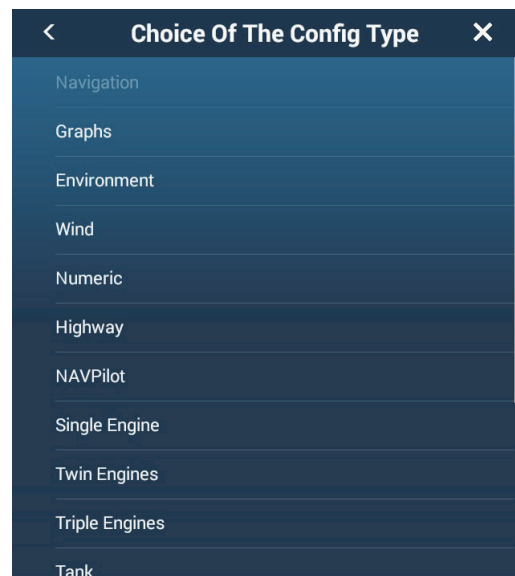 Choice Of The Config Type
Navigation
Graphs
Environment
Wind
Numeric
Highway
NAVPilot
Single Engine
Twin Engines
Triple Engines
Tank